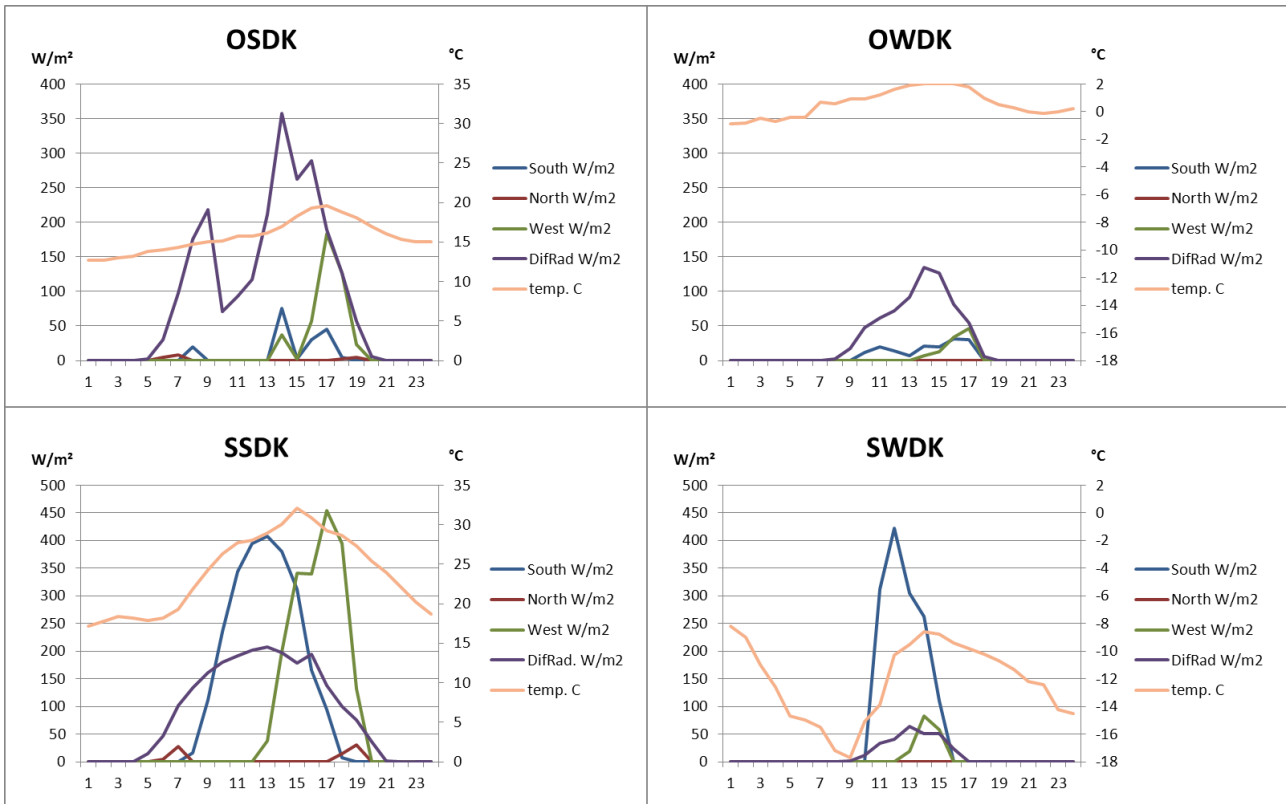 OSDK
W/m²
°C
400
350
300
250
200
150
100
50
0
35
30
25
20
15
10
5
0
1 3 5 7 9 11 13 15 17 19 21 23
South W/m2
North W/m2
West W/m2
DifRad W/m2
temp. C
OWDK
W/m²
°C
400
350
300
250
200
150
100
50
0
2
0
-2
-4
-6
-8
-10
-12
-14
-16
-18
1 3 5 7 9 11 13 15 17 19 21 23
South W/m2
North W/m2
West W/m2
DifRad W/m2
temp. C
SSDK
W/m²
°C
500
450
400
350
300
250
200
150
100
50
0
35
30
25
20
15
10
5
0
1 3 5 7 9 11 13 15 17 19 21 23
South W/m2
North W/m2
West W/m2
DifRad. W/m2
temp. C
SWDK
W/m²
°C
500
450
400
350
300
250
200
150
100
50
0
2
0
-2
-4
-6
-8
-10
-12
-14
-16
-18
1 3 5 7 9 11 13 15 17 19 21 23
South W/m2
North W/m2
West W/m2
DifRad W/m2
temp. C